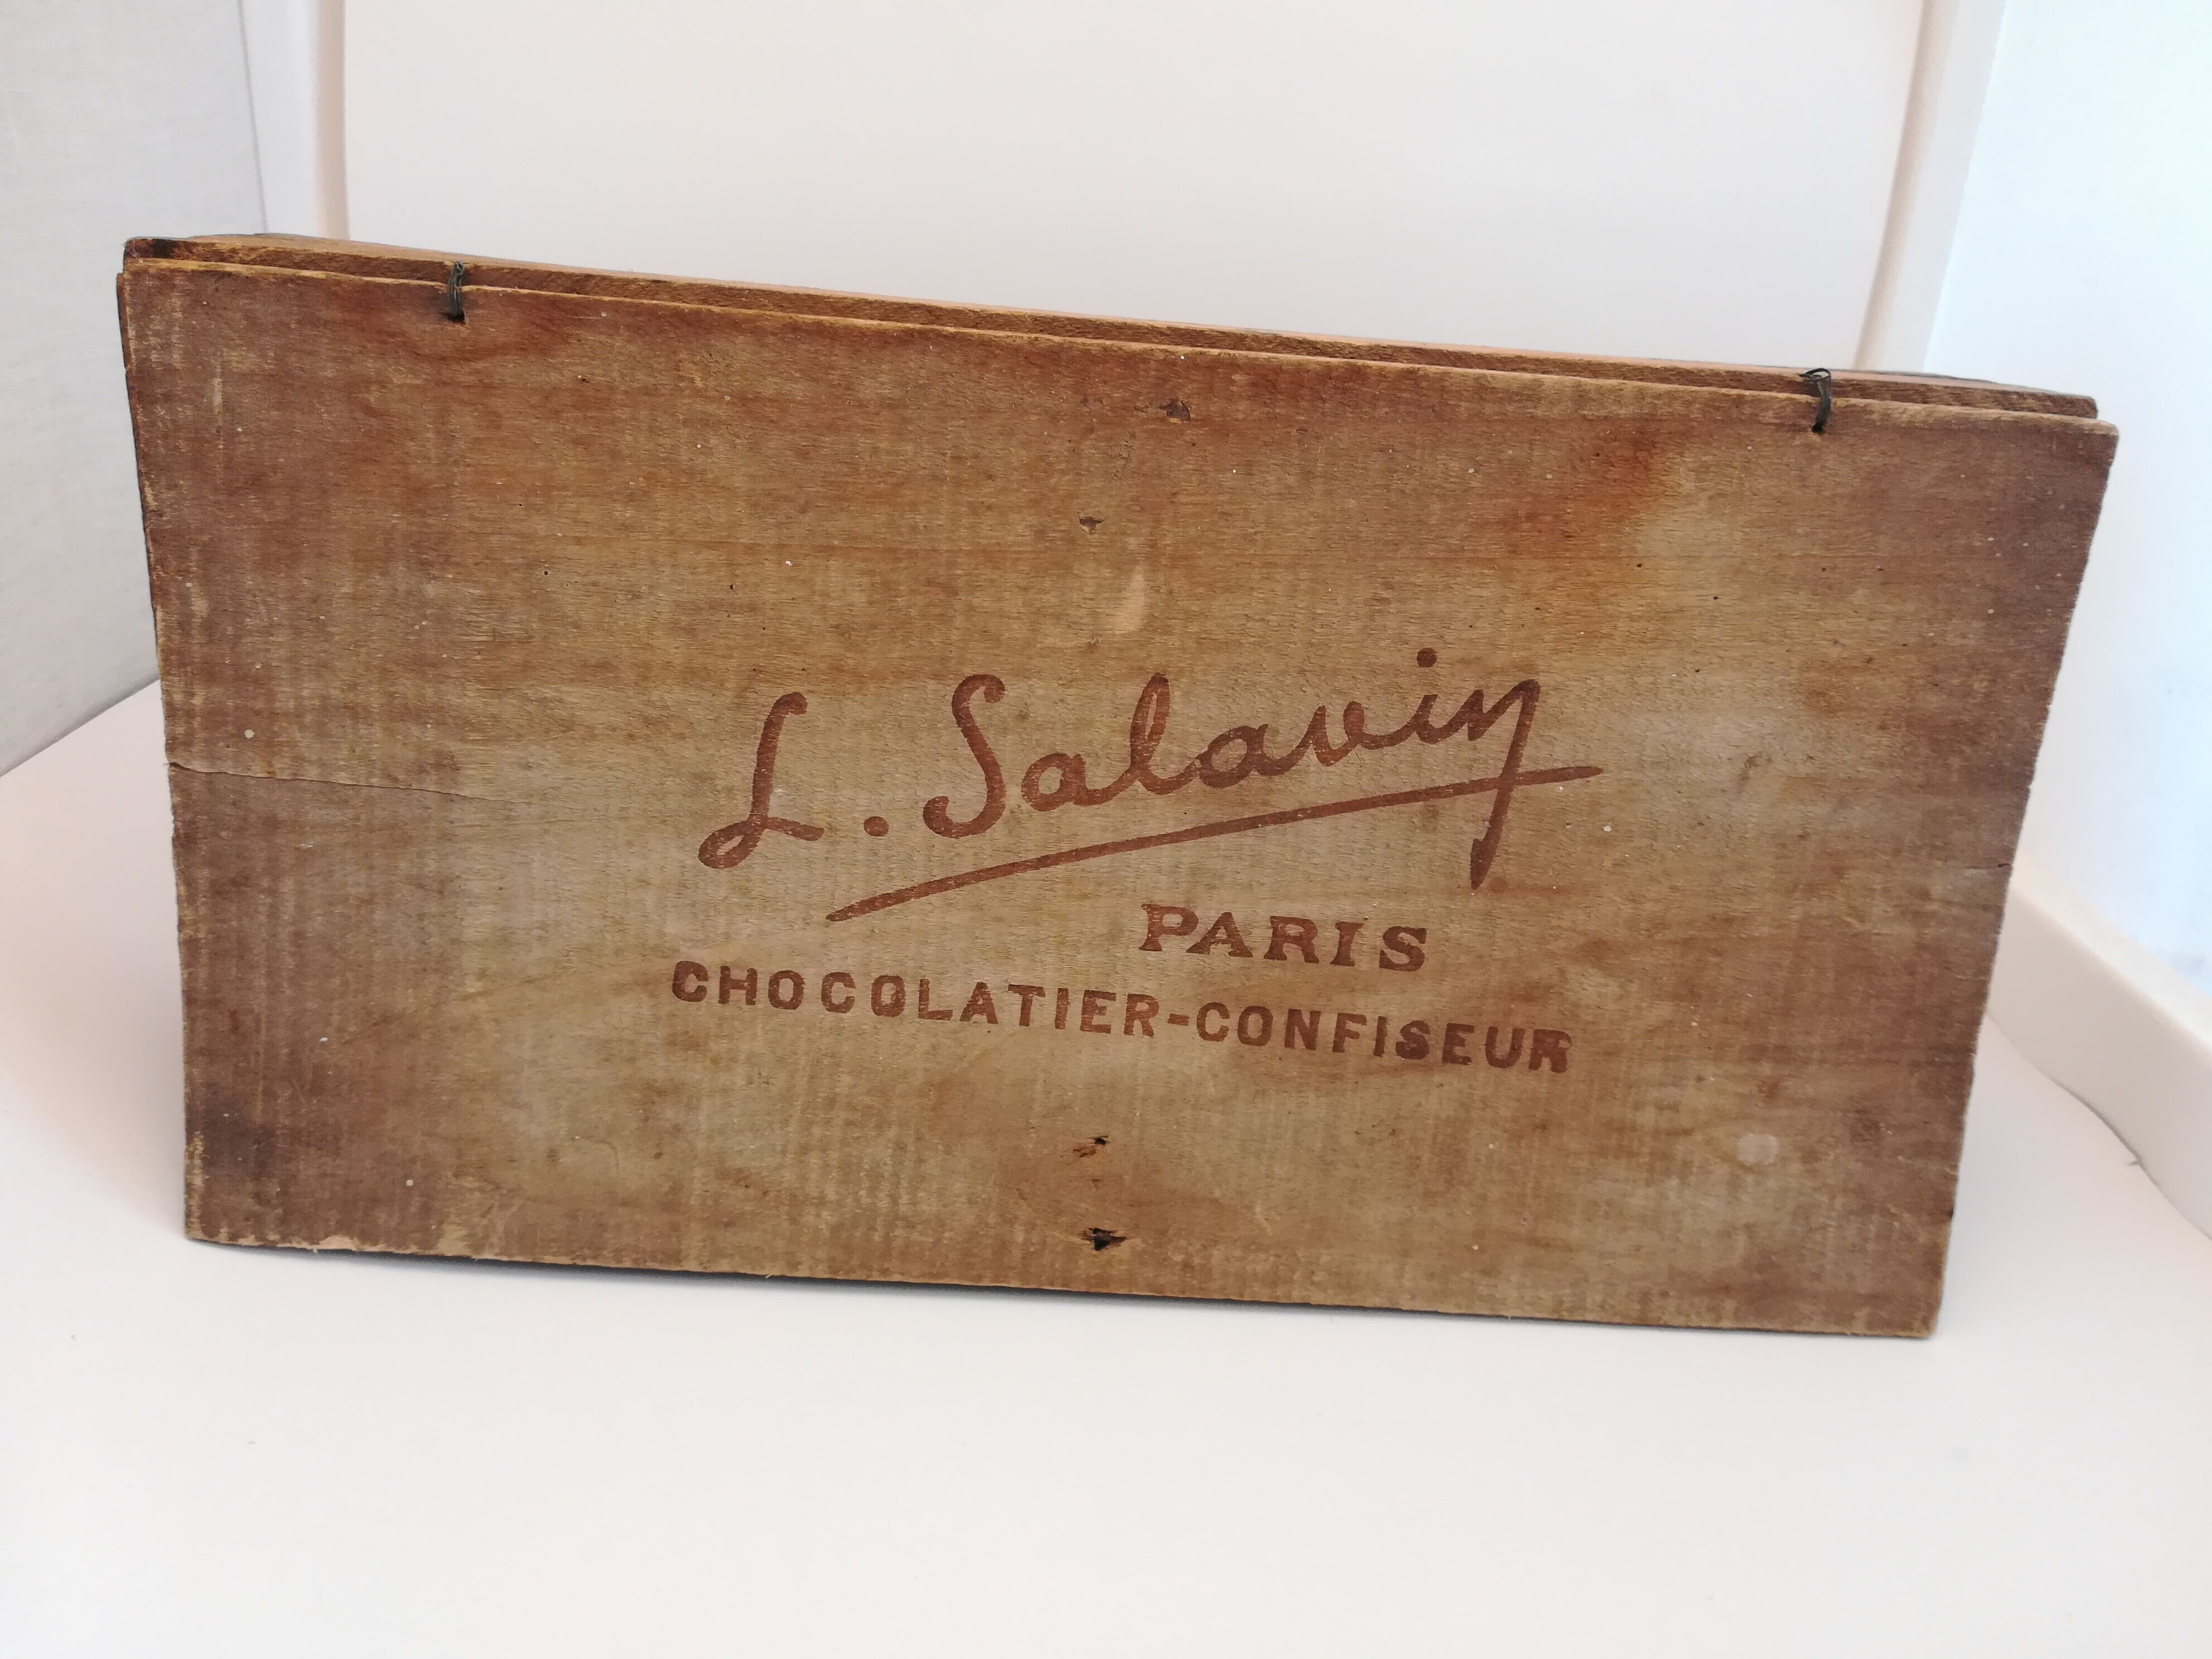 L. Salavin
PARIS
CHOCOLATIER-CONFISEUR